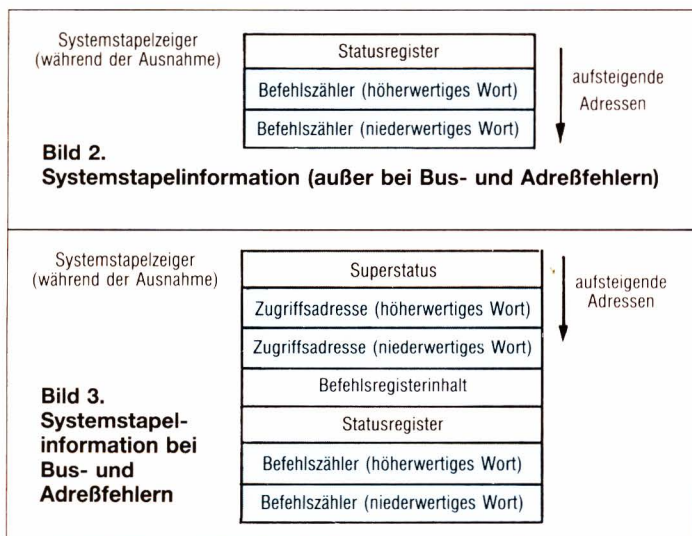 Systemstapelzeiger
(während der Ausnahme)
Statusregister
Befehlszähler (höherwertiges Wort)
Befehlszähler (niederwertiges Wort)
aufsteigende
Adressen
Bild 2.
Systemstapelinformation (außer bei Bus- und Adreßfehlern)
Systemstapelzeiger
(während der Ausnahme)
Superstatus
Zugriffsadresse (höherwertiges Wort)
Zugriffsadresse (niederwertiges Wort)
Befehlsregisterinhalt
Statusregister
Befehlszähler (höherwertiges Wort)
Befehlszähler (niederwertiges Wort)
aufsteigende
Adressen
Bild 3.
Systemstapel-
information bei
Bus- und
Adreßfehlern